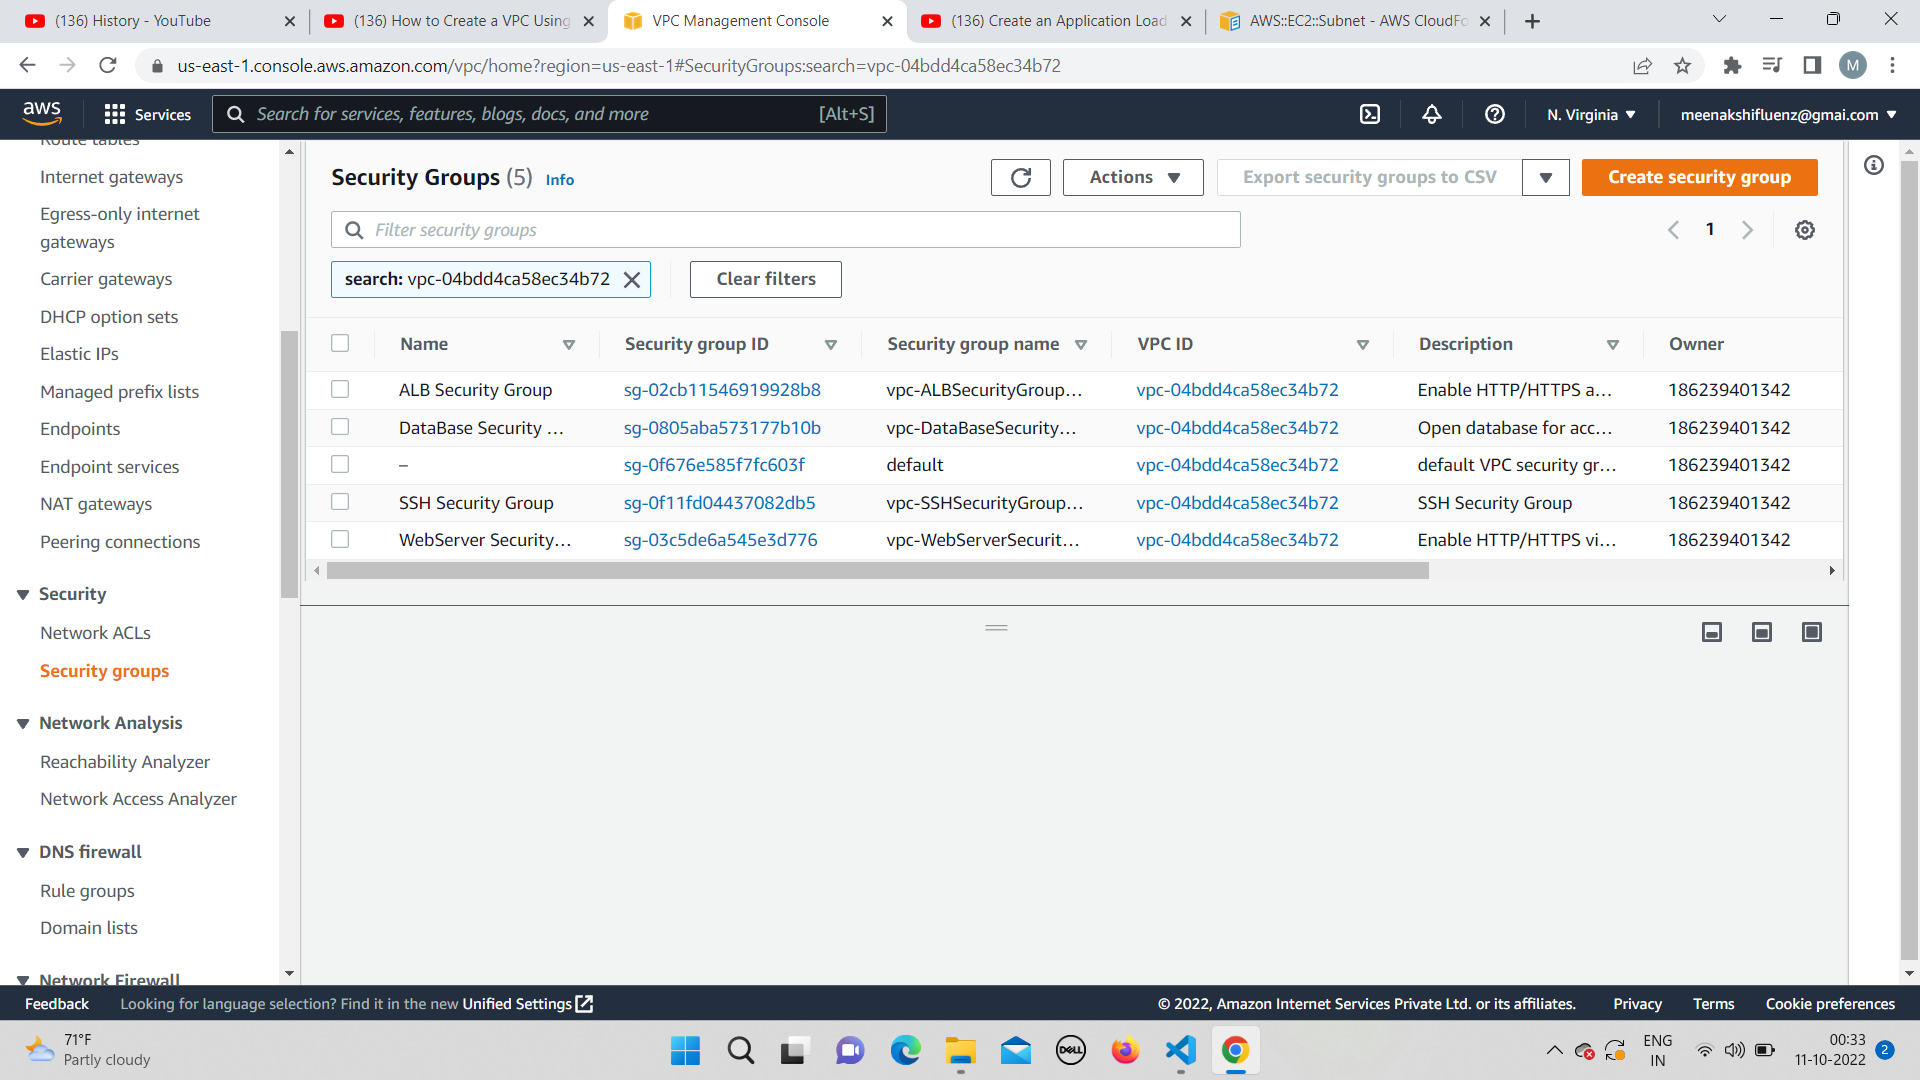 (136) History - YouTube
(136) How to Create a VPC Using
VPC Management Console
(136) Create an Application Load
AWS::EC2::Subnet - AWS CloudFo
us-east-1.console.aws.amazon.com/vpc/home?region=us-east-1#SecurityGroups:search=vpc-04bdd4ca58ec34b72
M
aws
Services
Search for services, features, blogs, docs, and more
[Alt+S]
N. Virginia
meenakshifluenz@gmai.com
Route tables
Internet gateways
Egress-only internet
gateways
Carrier gateways
DHCP option sets
Elastic IPs
Managed prefix lists
Endpoints
Endpoint services
NAT gateways
Peering connections
Security
Network ACLs
Security groups
Network Analysis
Reachability Analyzer
Network Access Analyzer
DNS firewall
Rule groups
Domain lists
Network Firewall
Security Groups (5) Info
Actions
Export security groups to CSV
Create security group
Filter security groups
1
search: vpc-04bdd4ca58ec34b72
Clear filters
Name Security group ID Security group name VPC ID Description Owner
ALB Security Group sg-02cb11546919928b8 vpc-ALBSecurityGroup... vpc-04bdd4ca58ec34b72 Enable HTTP/HTTPS a... 186239401342
DataBase Security ... sg-0805aba573177b10b vpc-DataBaseSecurity... vpc-04bdd4ca58ec34b72 Open database for acc... 186239401342
– sg-0f676e585f7fc603f default vpc-04bdd4ca58ec34b72 default VPC security gr... 186239401342
SSH Security Group sg-0f11fd04437082db5 vpc-SSHSecurityGroup... vpc-04bdd4ca58ec34b72 SSH Security Group 186239401342
WebServer Security... sg-03c5de6a545e3d776 vpc-WebServerSecurit... vpc-04bdd4ca58ec34b72 Enable HTTP/HTTPS vi... 186239401342
Feedback Looking for language selection? Find it in the new Unified Settings
© 2022, Amazon Internet Services Private Ltd. or its affiliates. Privacy Terms Cookie preferences
71°F
Partly cloudy
DELL
ENG
IN
00:33
11-10-2022
2